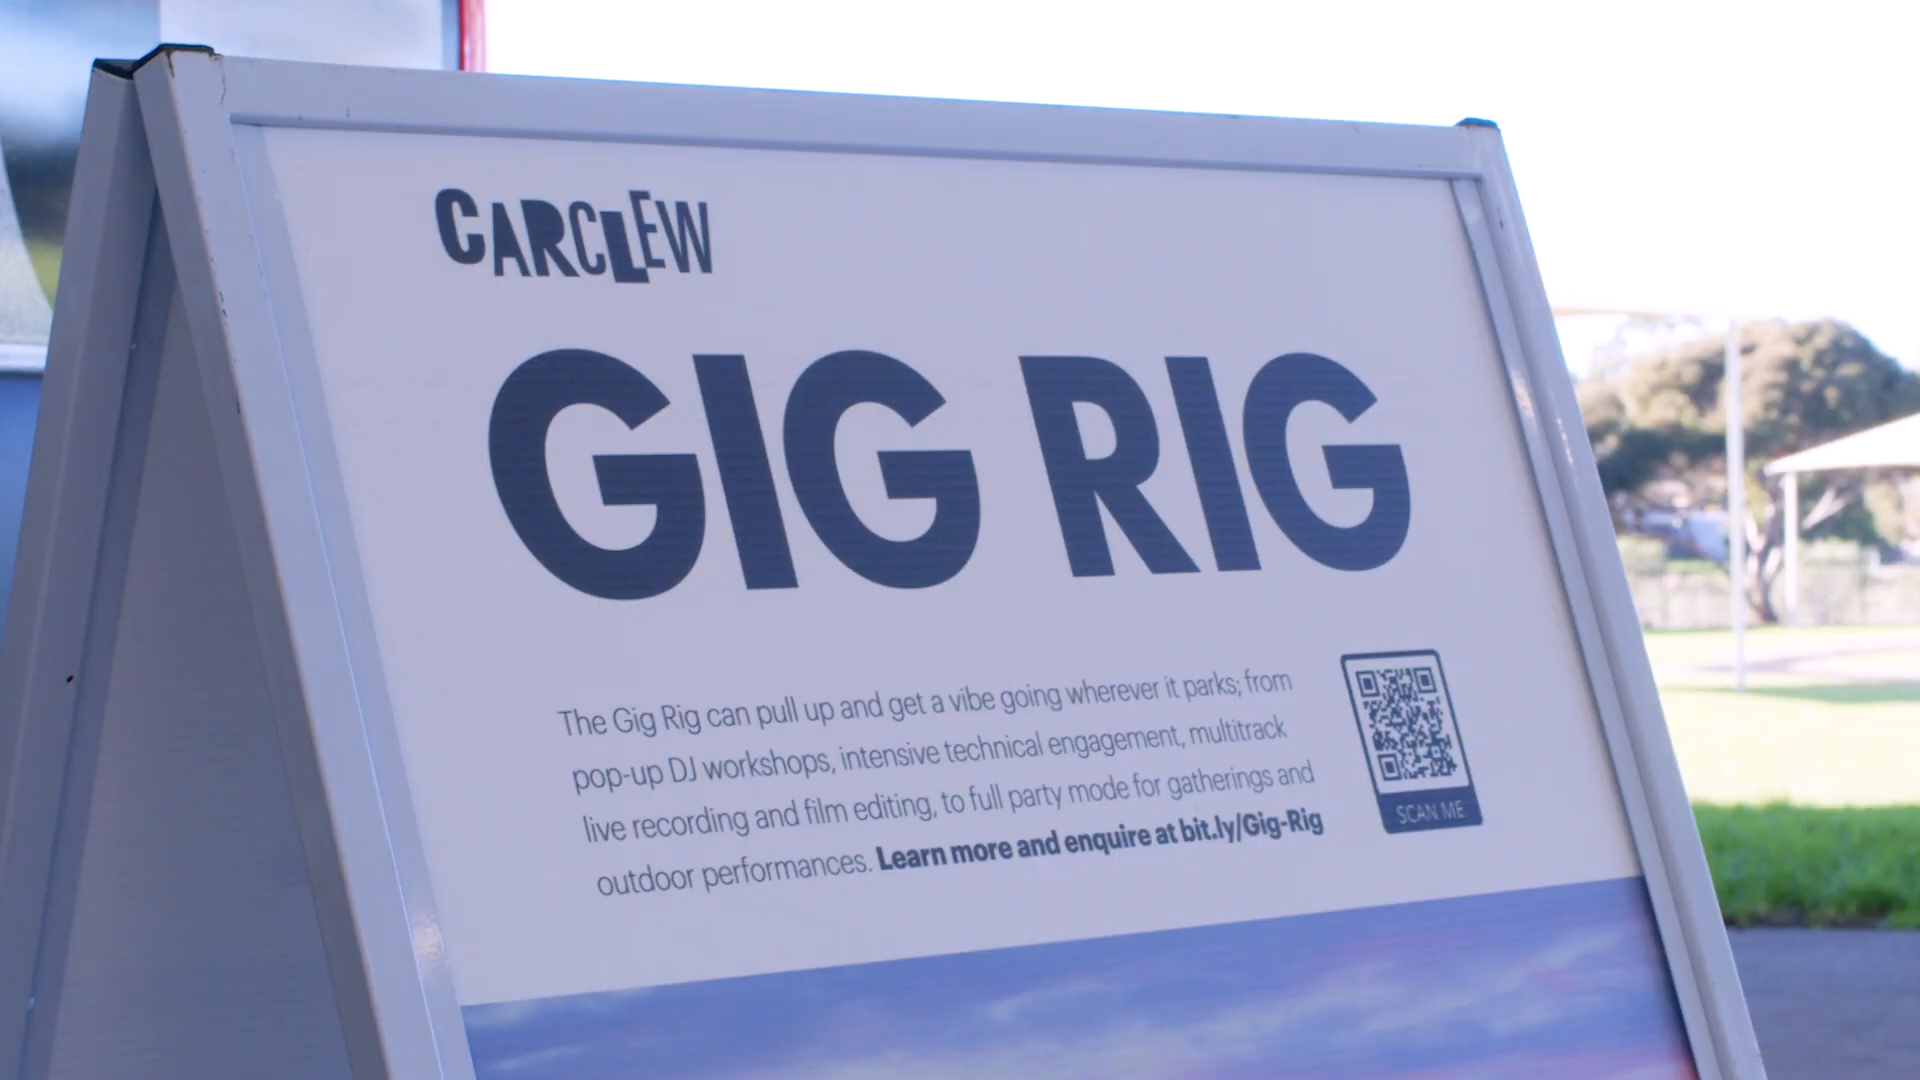 CARCLEW
GIG RIG
The Gig Rig can pull up and get a vibe going wherever it parks; from
pop-up DJ workshops, intensive technical engagement, multitrack
live recording and film editing, to full party mode for gatherings and
outdoor performances. Learn more and enquire at bit.ly/Gig-Rig
SCAN ME